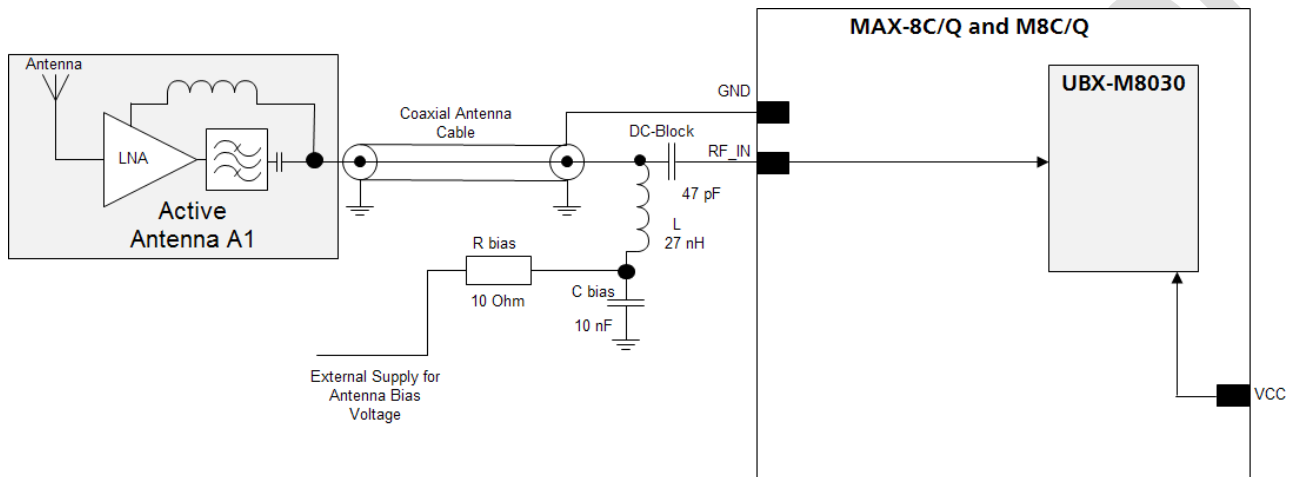 MAX-8C/Q and M8C/Q
Antenna
LNA
Active
Antenna A1
Coaxial Antenna
Cable
GND
DC-Block
RF_IN
47 pF
UBX-M8030
L
27 nH
R bias
10 Ohm
C bias
10 nF
External Supply for
Antenna Bias
Voltage
VCC